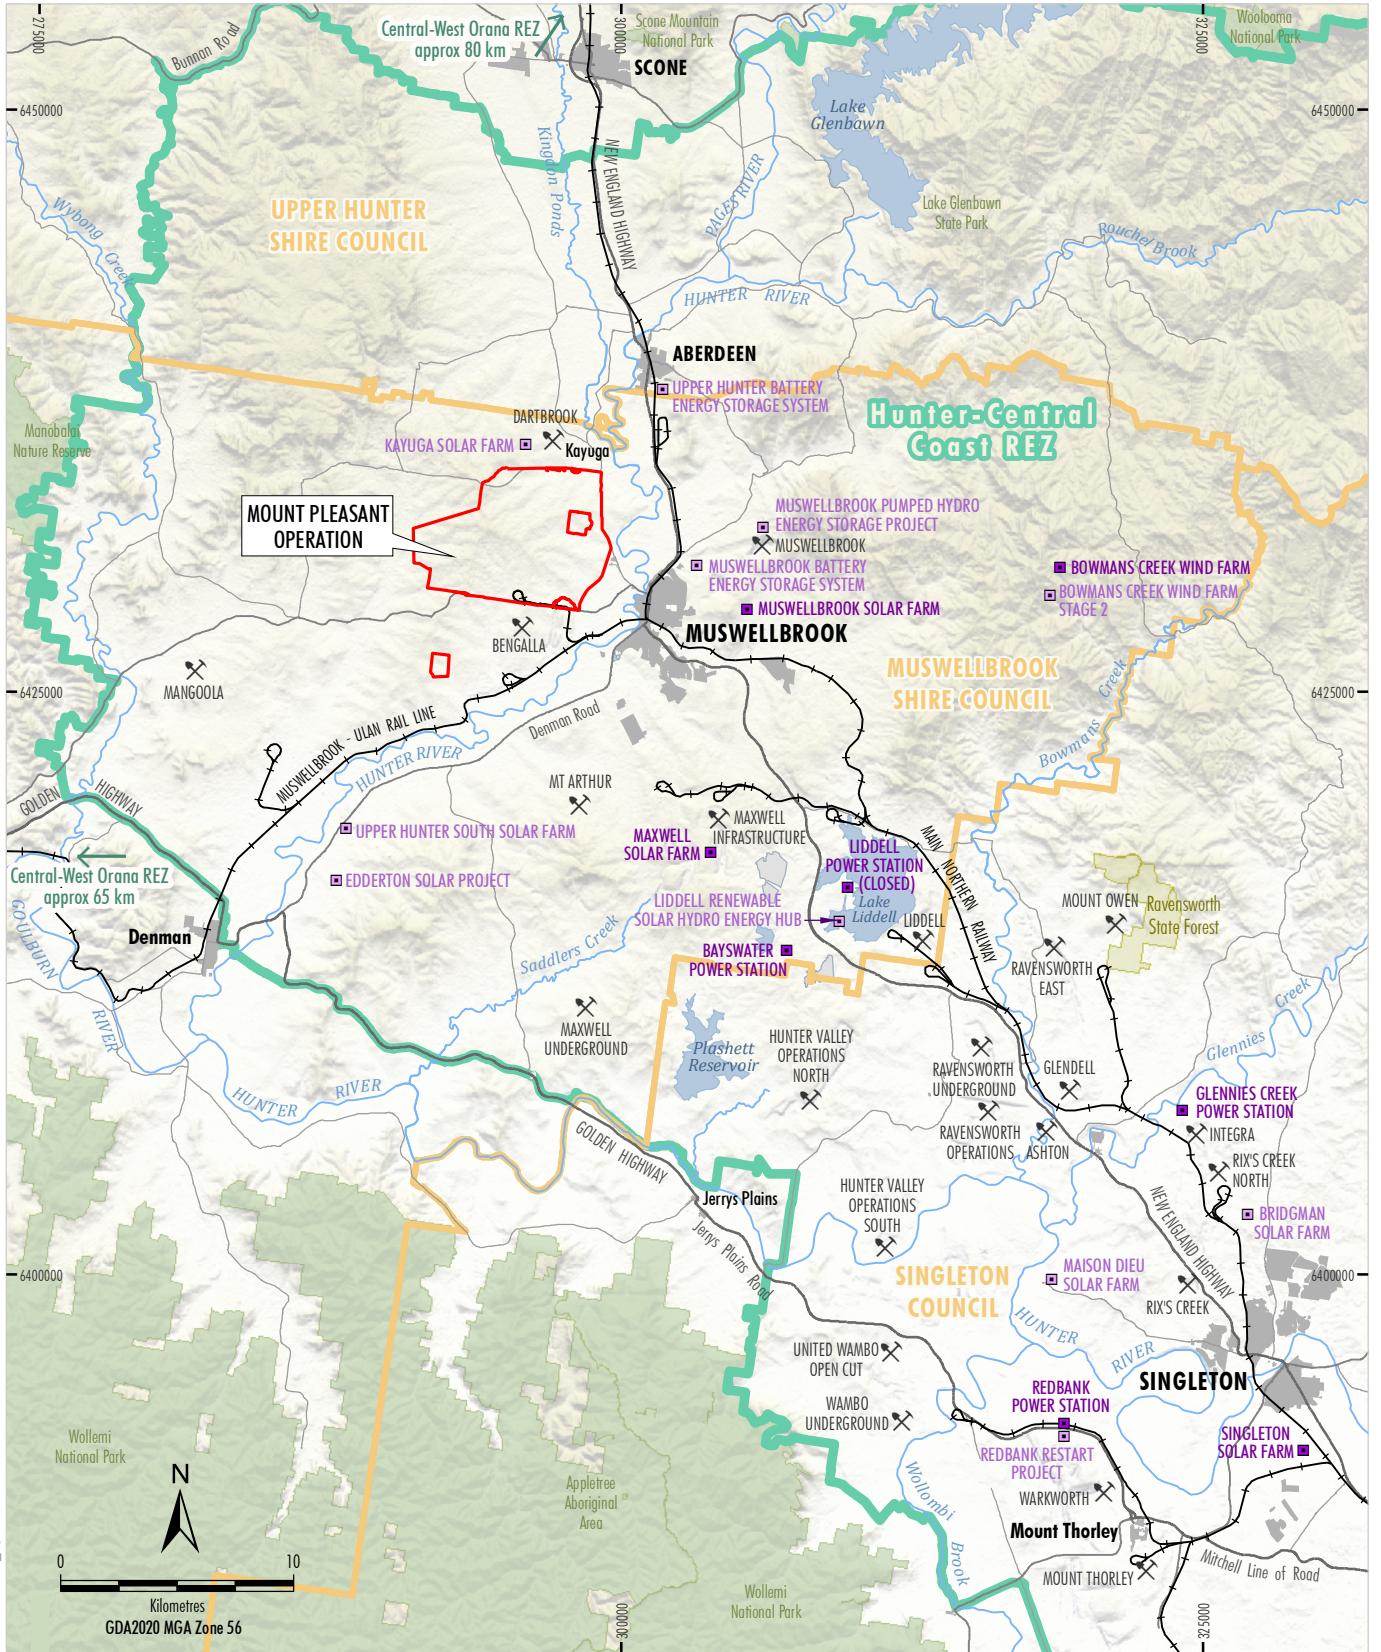 275000
300000
325000
Central-West Orana REZ
approx 80 km
Scone Mountain
National Park
Woolooma
National Park
Bunnan Road
SCONE
6450000
6450000
Lake
Glenbawn
Kingdon Ponds
NEW ENGLAND HIGHWAY
PAGES RIVER
Lake Glenbawn
State Park
Wybong Creek
UPPER HUNTER
SHIRE COUNCIL
Rouchel Brook
HUNTER RIVER
ABERDEEN
UPPER HUNTER BATTERY
ENERGY STORAGE SYSTEM
Hunter-Central
Coast REZ
DARTBROOK
KAYUGA SOLAR FARM
Kayuga
Manobalai
Nature Reserve
MOUNT PLEASANT
OPERATION
MUSWELLBROOK PUMPED HYDRO
ENERGY STORAGE PROJECT
MUSWELLBROOK
MUSWELLBROOK BATTERY
ENERGY STORAGE SYSTEM
BOWMANS CREEK WIND FARM
BOWMANS CREEK WIND FARM
STAGE 2
MUSWELLBROOK SOLAR FARM
MUSWELLBROOK
BENGALLA
MANGOOLA
MUSWELLBROOK
SHIRE COUNCIL
6425000
6425000
Bowmans Creek
MUSWELLBROOK - ULAN RAIL LINE
Denman Road
HUNTER RIVER
GOLDEN HIGHWAY
MT ARTHUR
MAXWELL
INFRASTRUCTURE
UPPER HUNTER SOUTH SOLAR FARM
MAXWELL
SOLAR FARM
MAIN NORTHERN RAILWAY
LIDDELL
POWER STATION
(CLOSED)
Central-West Orana REZ
approx 65 km
EDDERTON SOLAR PROJECT
LIDDELL RENEWABLE
SOLAR HYDRO ENERGY HUB
Lake
Liddell
LIDDELL
MOUNT OWEN
Ravensworth
State Forest
GOULBURN RIVER
Denman
Saddlers Creek
BAYSWATER
POWER STATION
RAVENSWORTH
EAST
Glennies Creek
MAXWELL
UNDERGROUND
Plashett
Reservoir
HUNTER VALLEY
OPERATIONS
NORTH
RAVENSWORTH
UNDERGROUND
GLENDELL
HUNTER RIVER
GLENNIES CREEK
POWER STATION
RAVENSWORTH
OPERATIONS
ASHTON
INTEGRA
GOLDEN HIGHWAY
RIX'S CREEK
NORTH
Jerrys Plains
HUNTER VALLEY
OPERATIONS
SOUTH
NEW ENGLAND HIGHWAY
BRIDGMAN
SOLAR FARM
Jerrys Plains Road
6400000
6400000
SINGLETON
COUNCIL
MAISON DIEU
SOLAR FARM
RIX'S CREEK
HUNTER RIVER
UNITED WAMBO
OPEN CUT
SINGLETON
REDBANK
POWER STATION
WAMBO
UNDERGROUND
SINGLETON
SOLAR FARM
REDBANK RESTART
PROJECT
Wollemi
National Park
Appletree
Aboriginal
Area
Wollombi Brook
WARKWORTH
Mount Thorley
N
0 10
Kilometres
GDA2020 MGA Zone 56
Wollemi
National Park
MOUNT THORLEY
Mitchell Line of Road
300000
325000